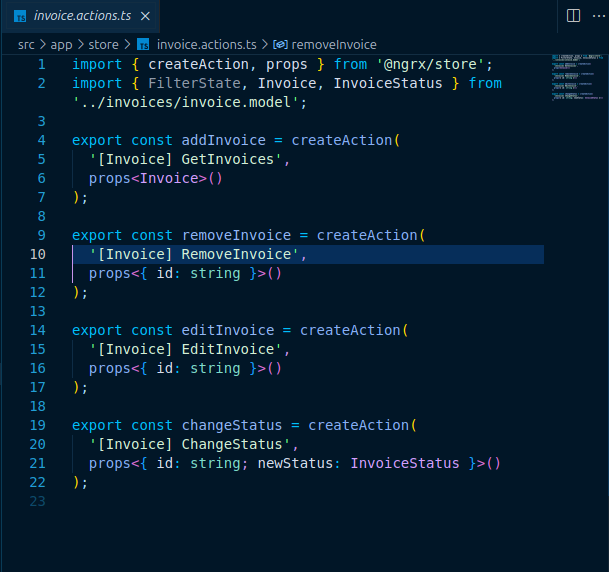 TS invoice.actions.ts ×
src > app > store > TS invoice.actions.ts > removeInvoice
1 import { createAction, props } from '@ngrx/store';
2 import { FilterState, Invoice, InvoiceStatus } from
'../invoices/invoice.model';
3
4 export const addInvoice = createAction(
5   '[Invoice] GetInvoices',
6   props<Invoice>()
7 );
8
9 export const removeInvoice = createAction(
10   '[Invoice] RemoveInvoice',
11   props<{ id: string }>()
12 );
13
14 export const editInvoice = createAction(
15   '[Invoice] EditInvoice',
16   props<{ id: string }>()
17 );
18
19 export const changeStatus = createAction(
20   '[Invoice] ChangeStatus',
21   props<{ id: string; newStatus: InvoiceStatus }>()
22 );
23